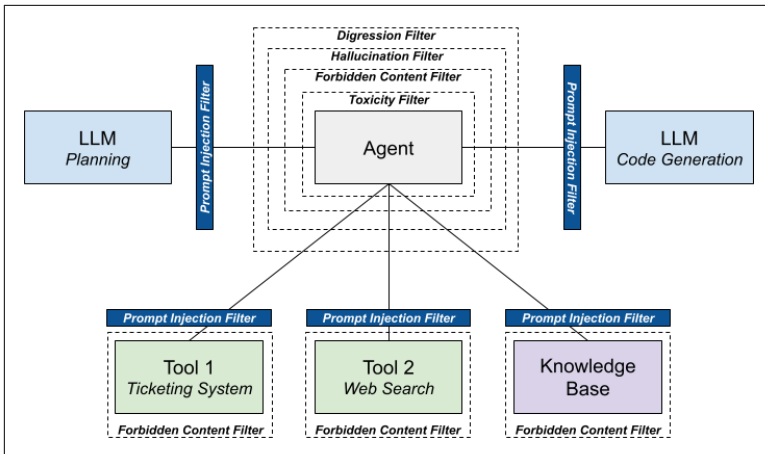 Digression Filter
Hallucination Filter
Forbidden Content Filter
Toxicity Filter
LLM
Planning
Prompt Injection Filter
Agent
Prompt Injection Filter
LLM
Code Generation
Prompt Injection Filter
Prompt Injection Filter
Prompt Injection Filter
Tool 1
Ticketing System
Tool 2
Web Search
Knowledge
Base
Forbidden Content Filter
Forbidden Content Filter
Forbidden Content Filter